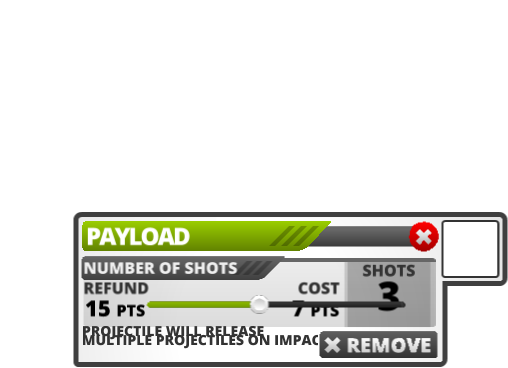 PAYLOAD
NUMBER OF SHOTS
SHOTS
REFUND
COST
15 PTS
7 PTS
3
PROJECTILE WILL RELEASE
MULTIPLE PROJECTILES ON IMPAC
REMOVE